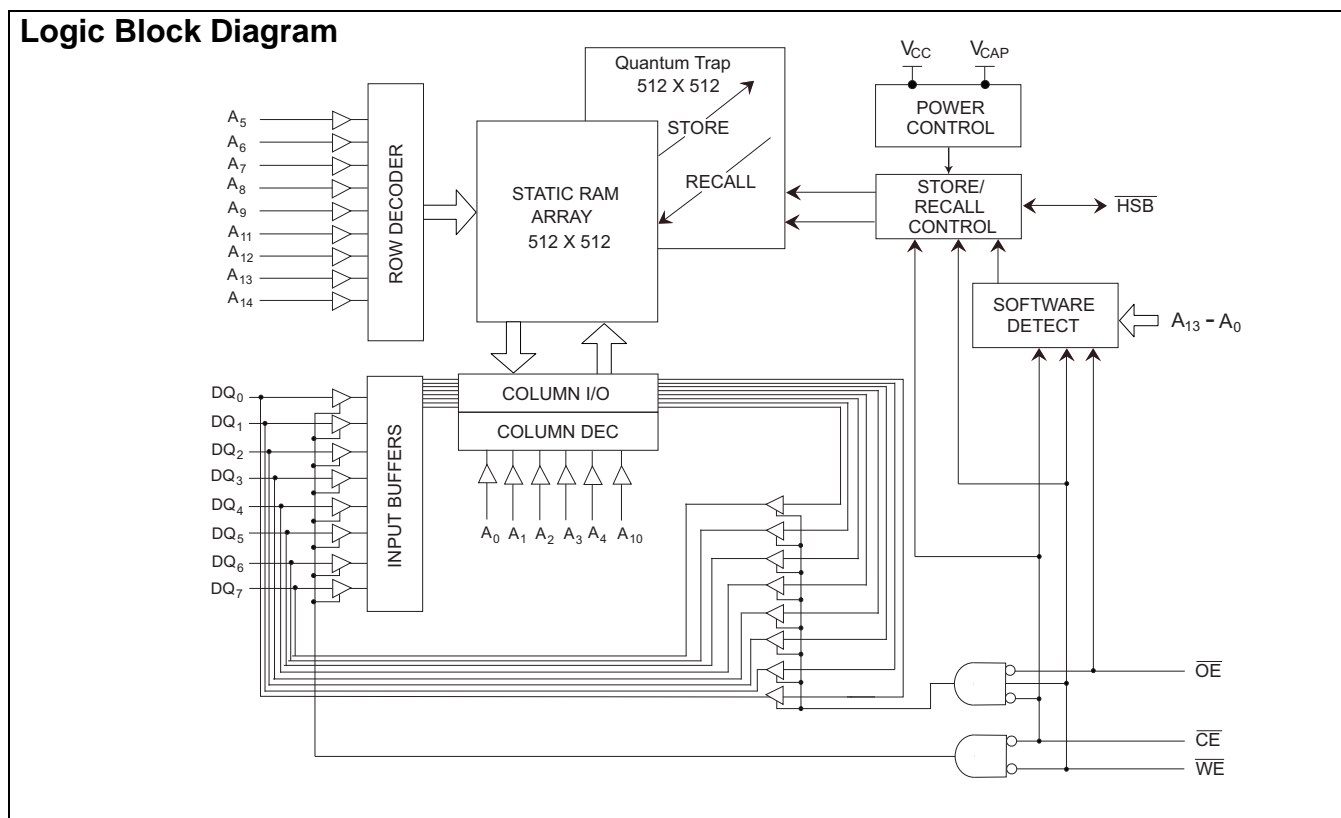 Logic Block Diagram
Quantum Trap
512 X 512
STORE
RECALL
STATIC RAM
ARRAY
512 X 512
ROW DECODER
A5
A6
A7
A8
A9
A11
A12
A13
A14
VCC
VCAP
POWER
CONTROL
STORE/
RECALL
CONTROL
HSB
SOFTWARE
DETECT
A13 – A0
COLUMN I/O
COLUMN DEC
INPUT BUFFERS
DQ0
DQ1
DQ2
DQ3
DQ4
DQ5
DQ6
DQ7
A0 A1 A2 A3 A4 A10
OE
CE
WE